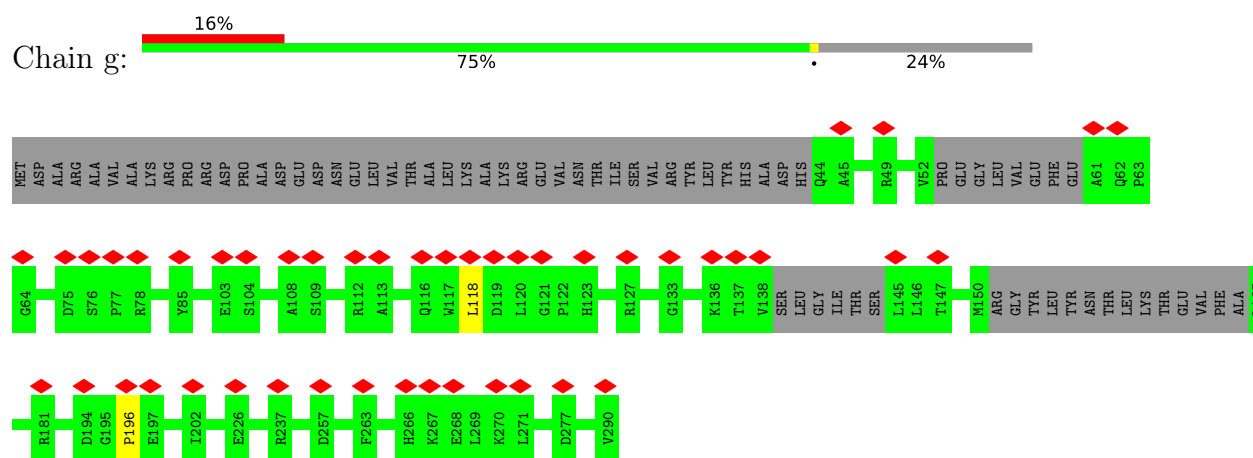 16%
Chain g:
75% • 24%
MET ASP ALA ARG ALA VAL ALA LYS ARG PRO ARG ASP PRO ALA ASP GLU ASP ASN GLU LEU VAL THR ALA LEU LYS ALA LYS ARG GLU VAL ASN THR ILE SER VAL ARG TYR LEU TYR HIS ALA ASP HIS Q44 A45 R49 V52 PRO GLU GLY LEU VAL GLU PHE GLU A61 Q62 P63
G64 D75 S76 P77 R78 Y85 E103 S104 A108 S109 R112 A113 Q116 W117 L118 D119 L120 G121 P122 H123 R127 G133 K136 T137 V138 SER LEU GLY ILE THR SER L145 L146 T147 M150 ARG GLY TYR LEU TYR ASN THR LEU LYS THR GLU VAL PHE ALA
R181 D194 G195 P196 E197 I202 E226 R237 D257 F263 H266 K267 E268 L269 K270 L271 D277 V290